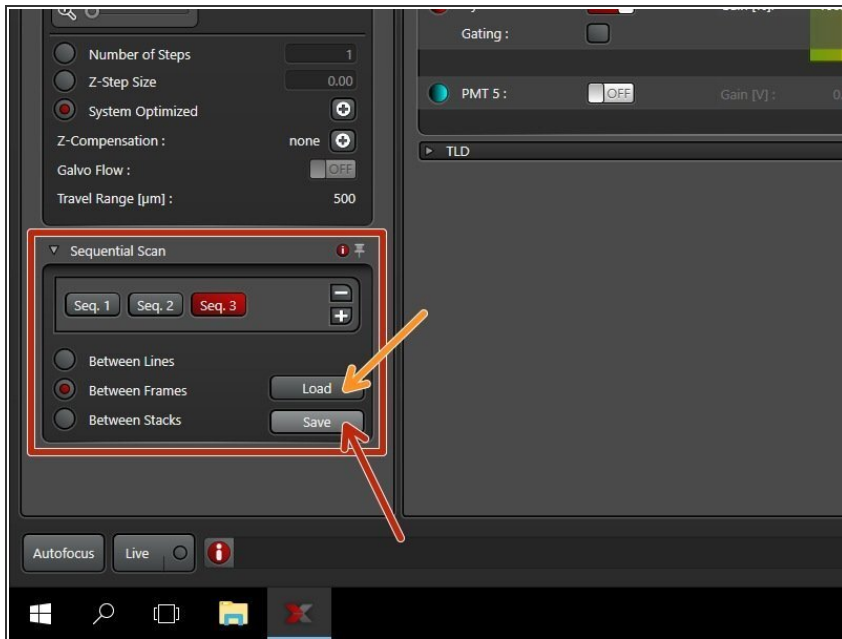 Number of Steps 1
Z-Step Size 0.00
System Optimized
Z-Compensation : none
Galvo Flow : OFF
Travel Range [µm] : 500
Sequential Scan
Seq. 1 Seq. 2 Seq. 3
Between Lines
Between Frames Load
Between Stacks Save
Autofocus Live
Gating :
PMT 5 : OFF Gain [V] :
TLD